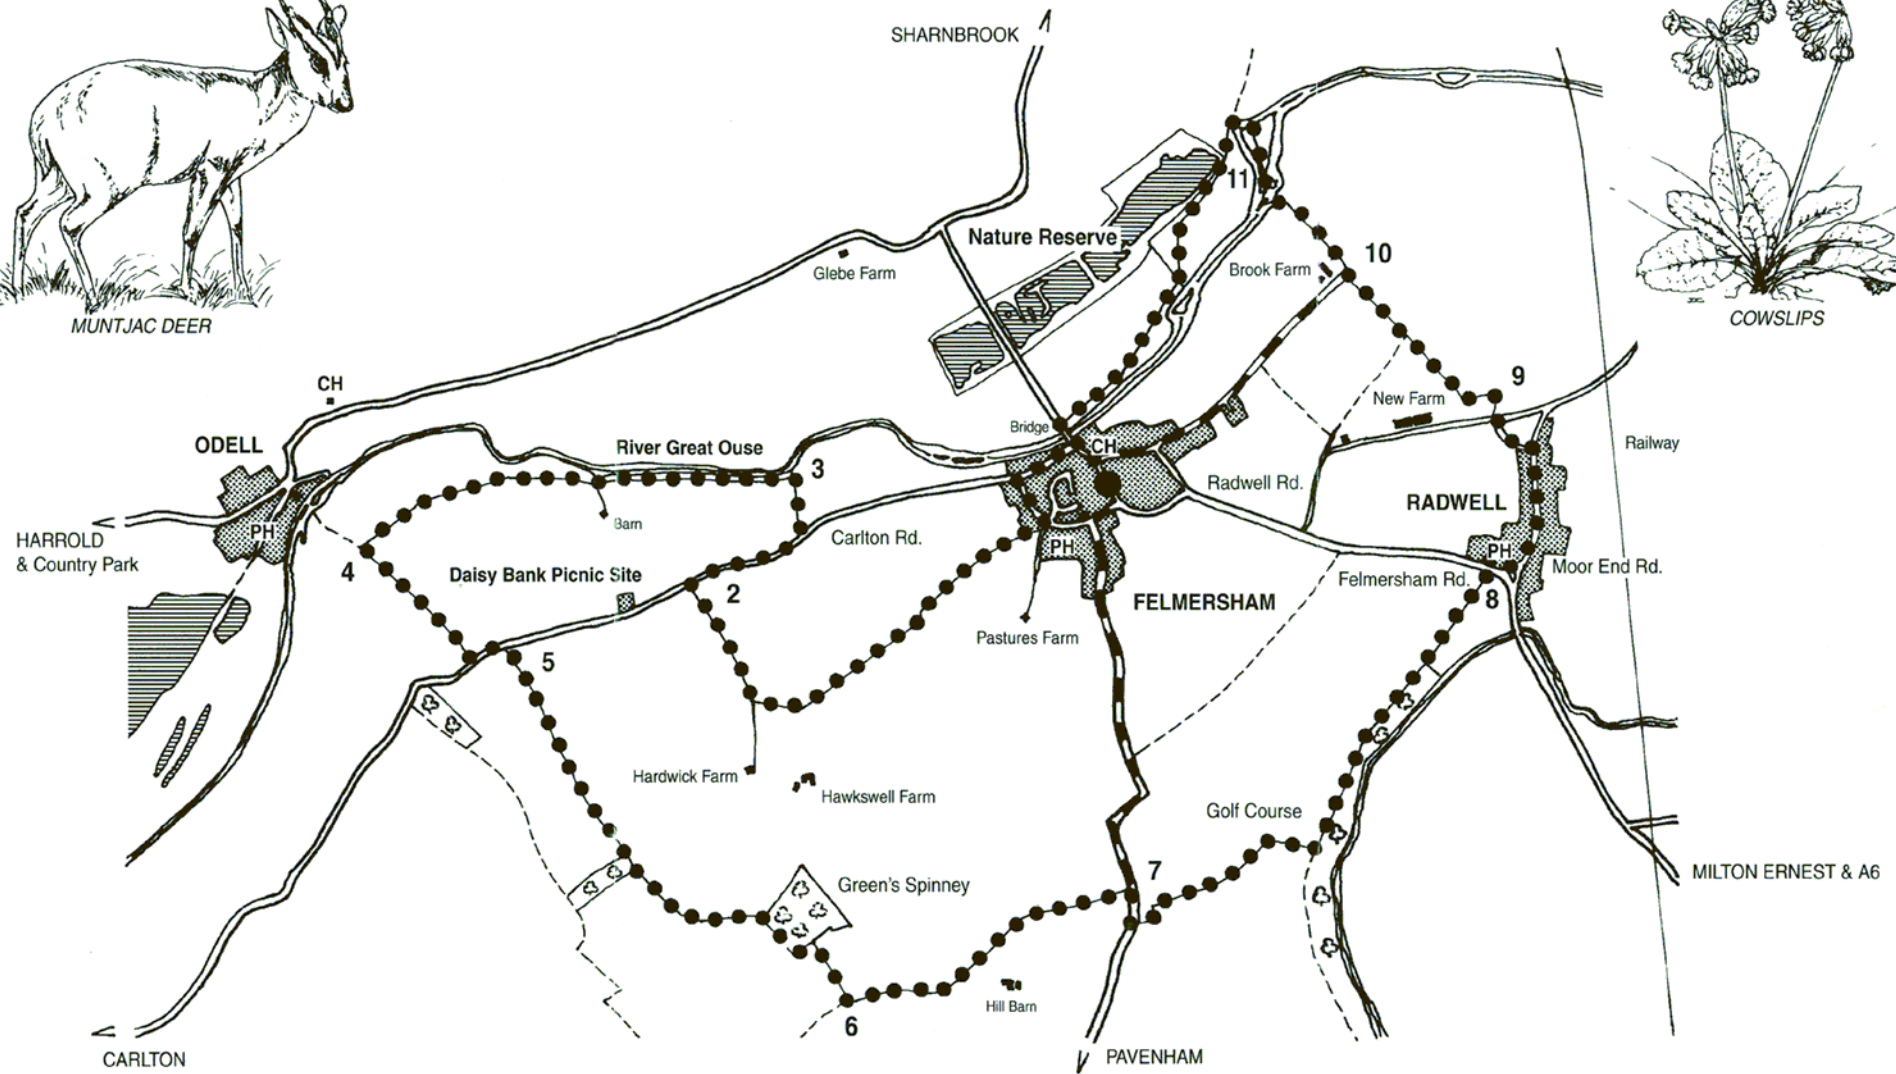 SHARNBROOK
MUNTJAC DEER
COWSLIPS
11
Nature Reserve
Glebe Farm
Brook Farm
10
CH
9
New Farm
ODELL
River Great Ouse
Bridge
CH
3
Railway
Radwell Rd.
RADWELL
HARROLD
& Country Park
PH
Barn
Carlton Rd.
PH
PH
Moor End Rd.
4
Daisy Bank Picnic Site
2
FELMERSHAM
Felmersham Rd.
8
Pastures Farm
5
Hardwick Farm
Hawkswell Farm
Golf Course
7
Green's Spinney
MILTON ERNEST & A6
Hill Barn
6
CARLTON
PAVENHAM